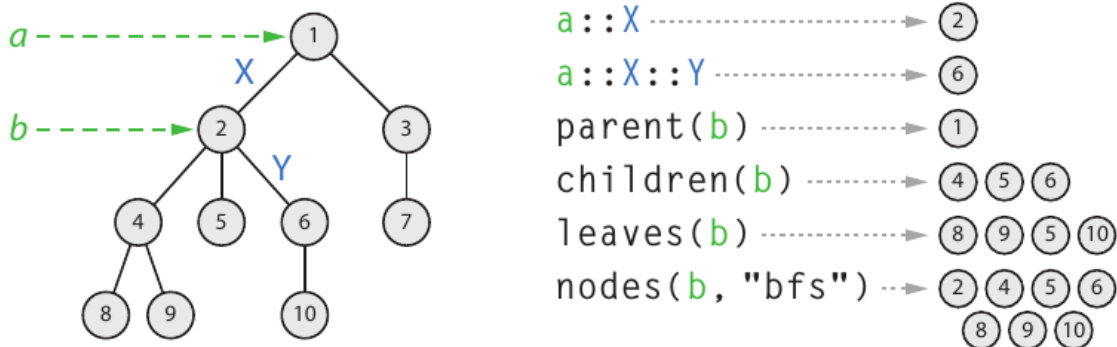 a
1
X
b
2
3
Y
4
5
6
7
8
9
10
a::X 2
a::X::Y 6
parent(b) 1
children(b) 4 5 6
leaves(b) 8 9 5 10
nodes(b, "bfs") 2 4 5 6
8 9 10